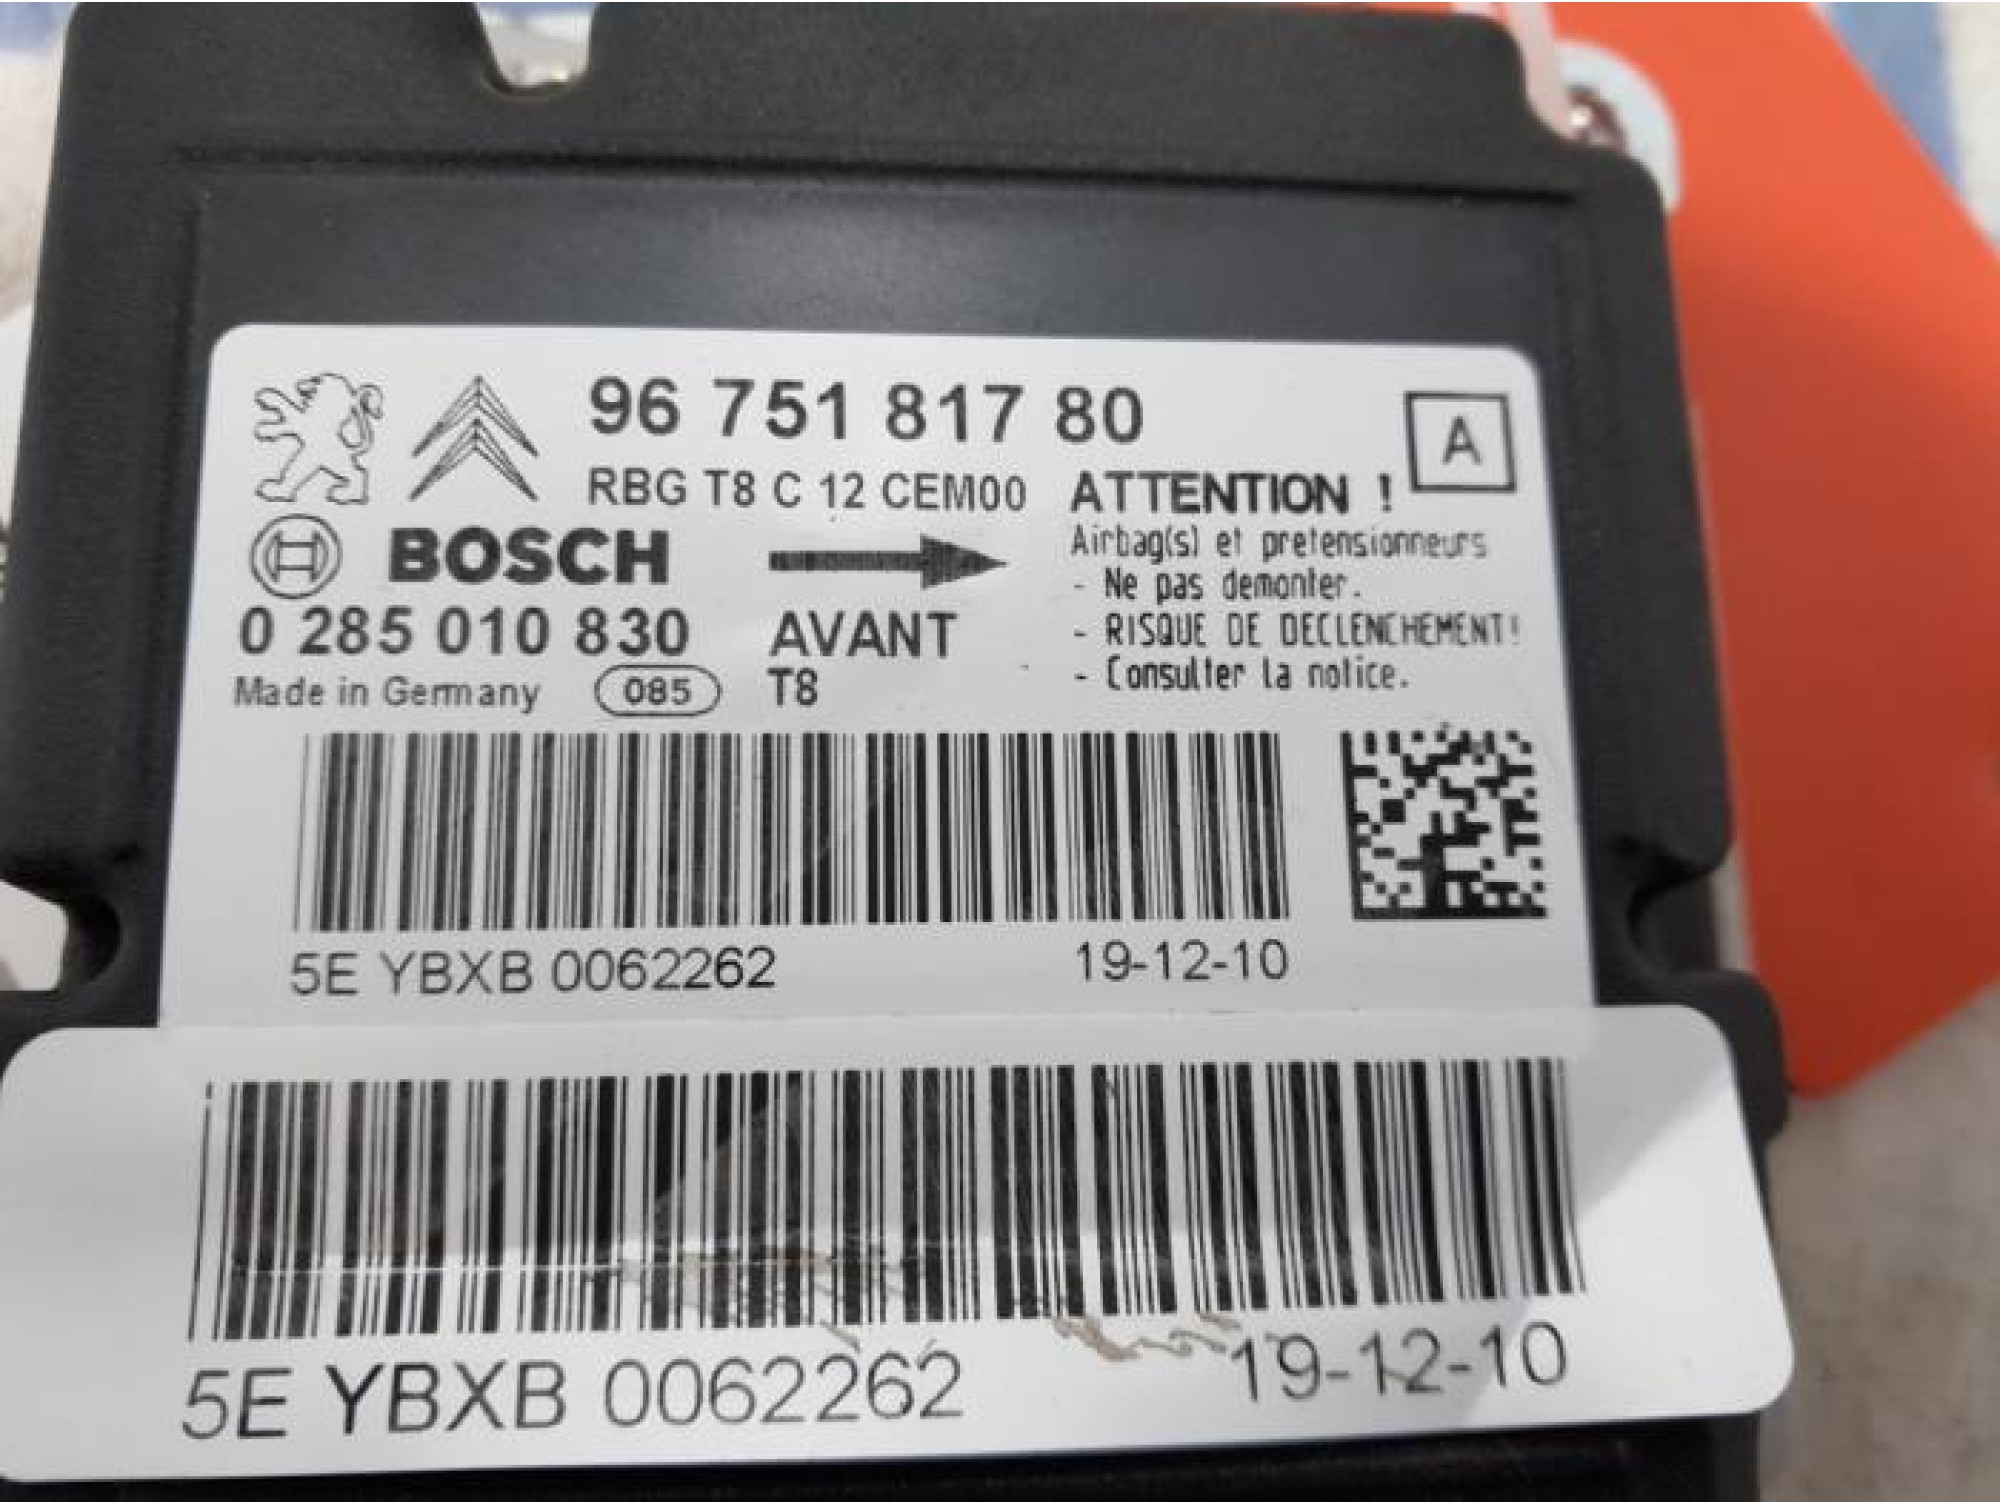 96 751 817 80
A
RBG T8 C 12 CEM00
ATTENTION !
Airbag(s) et pretensionneurs
- Ne pas demonter.
- RISQUE DE DECLENCHEMENT!
- Consulter la notice.
BOSCH
0 285 010 830
AVANT
Made in Germany
085
T8
5E YBXB 0062262
19-12-10
5E YBXB 0062262
19-12-10